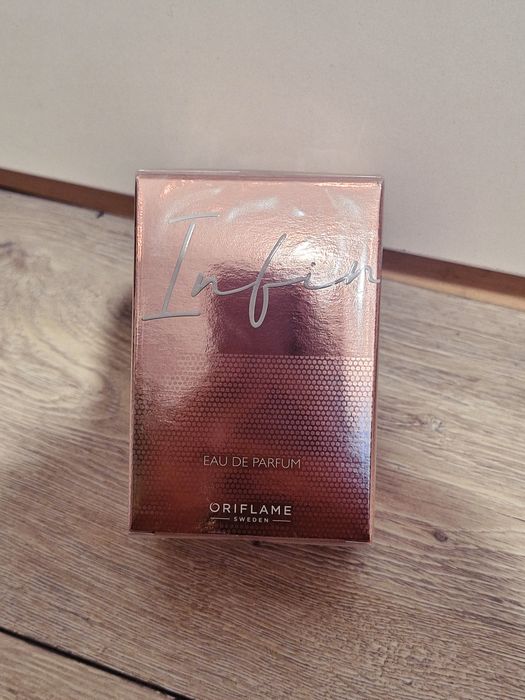 Infin
EAU DE PARFUM
ORIFLAME
SWEDEN